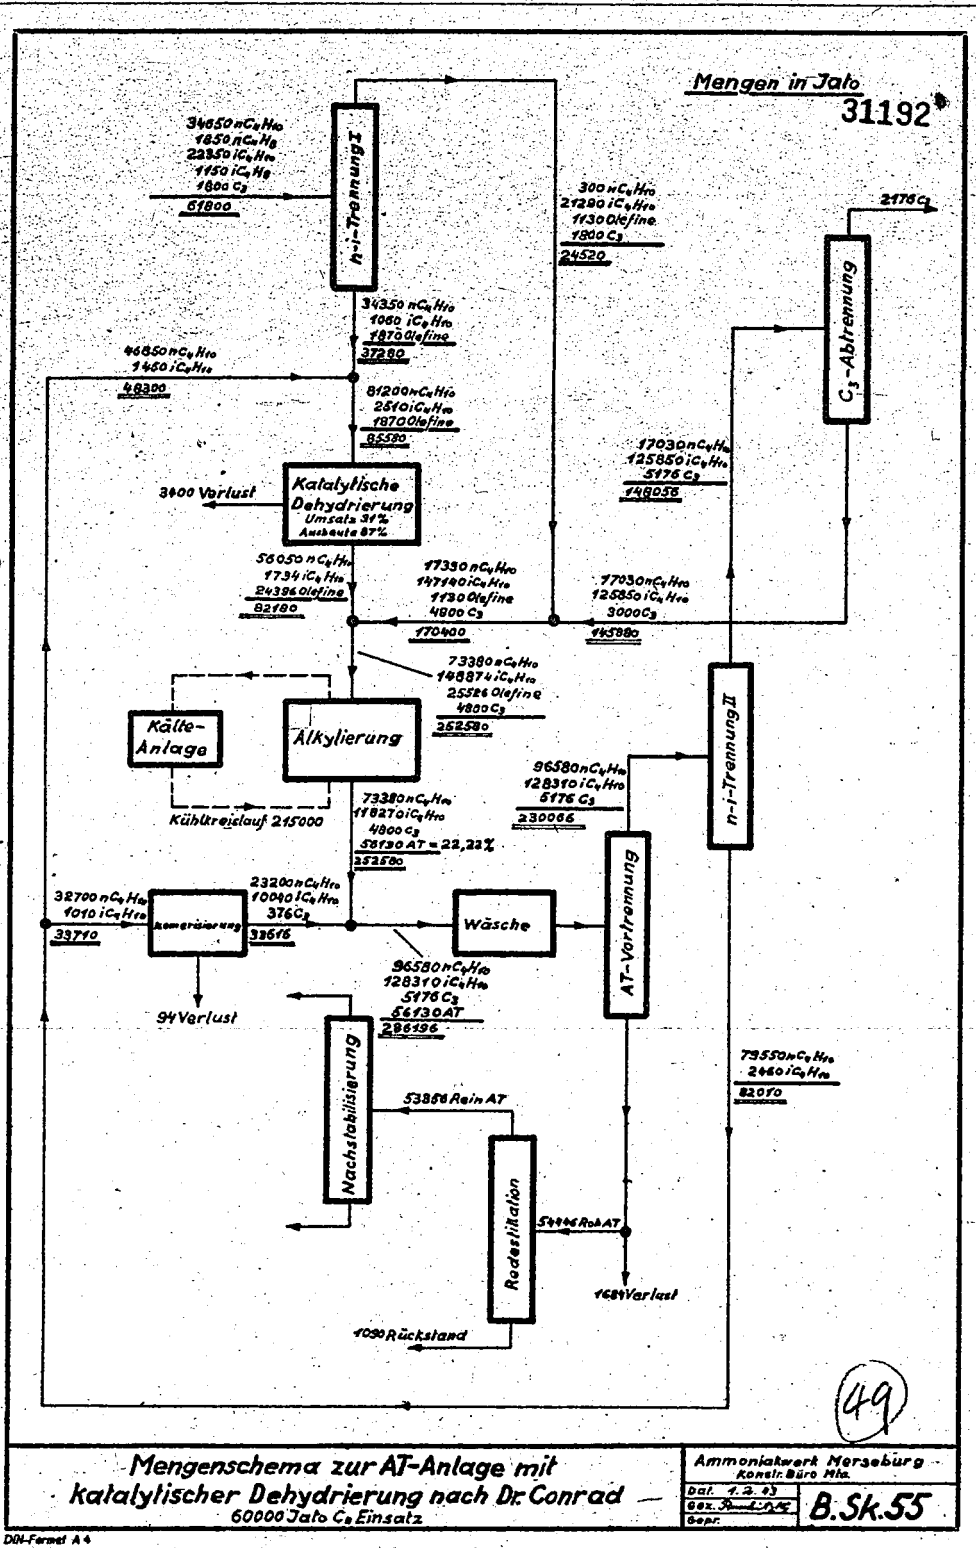 Mengen in Jato
31192
34650 nC4H10
1850 nC4H8
22350 iC4H10
1150 iC4H8
1800 C3
61800
n-i-Trennung I
300 nC4H10
21290 iC4H10
1130 Olefine
1800 C3
24520
2176 C3
C3-Abtrennung
34350 nC4H10
1060 iC4H10
1870 Olefine
37280
46850 nC4H10
1450 iC4H10
48300
81200 nC4H10
2510 iC4H10
1870 Olefine
85580
17030 nC4H10
125850 iC4H10
5176 C3
148056
3400 Verlust
Katalytische
Dehydrierung
Umsatz 31%
Ausbeute 87%
56050 nC4H10
1734 iC4H10
24396 Olefine
82180
17330 nC4H10
147140 iC4H10
1130 Olefine
4800 C3
170400
17030 nC4H10
125850 iC4H10
3000 C3
145880
73380 nC4H10
148874 iC4H10
25526 Olefine
4800 C3
252580
Kälte-
Anlage
Alkylierung
Kühlkreislauf 215000
n-i-Trennung II
96580 nC4H10
128310 iC4H10
5176 C3
230066
73380 nC4H10
118270 iC4H10
4800 C3
56130 AT = 22,22%
252580
32700 nC4H10
1010 iC4H10
33710
Isomerisierung
23200 nC4H10
10040 iC4H10
376 C3
33616
Wäsche
AT-Vortrennung
94 Verlust
96580 nC4H10
128310 iC4H10
5176 C3
56130 AT
286196
79550 nC4H10
2460 iC4H10
82010
Nachstabilisierung
53856 Rein AT
Redestillation
54446 Roh AT
1684 Verlust
1090 Rückstand
49
Mengenschema zur AT-Anlage mit
katalytischer Dehydrierung nach Dr. Conrad
60000 Jato C4 Einsatz
Ammoniakwerk Merseburg
Konstr. Büro Mla.
Dat. 1.2.43
Gez.
Gepr.
B.Sk.55
DIN-Format A4